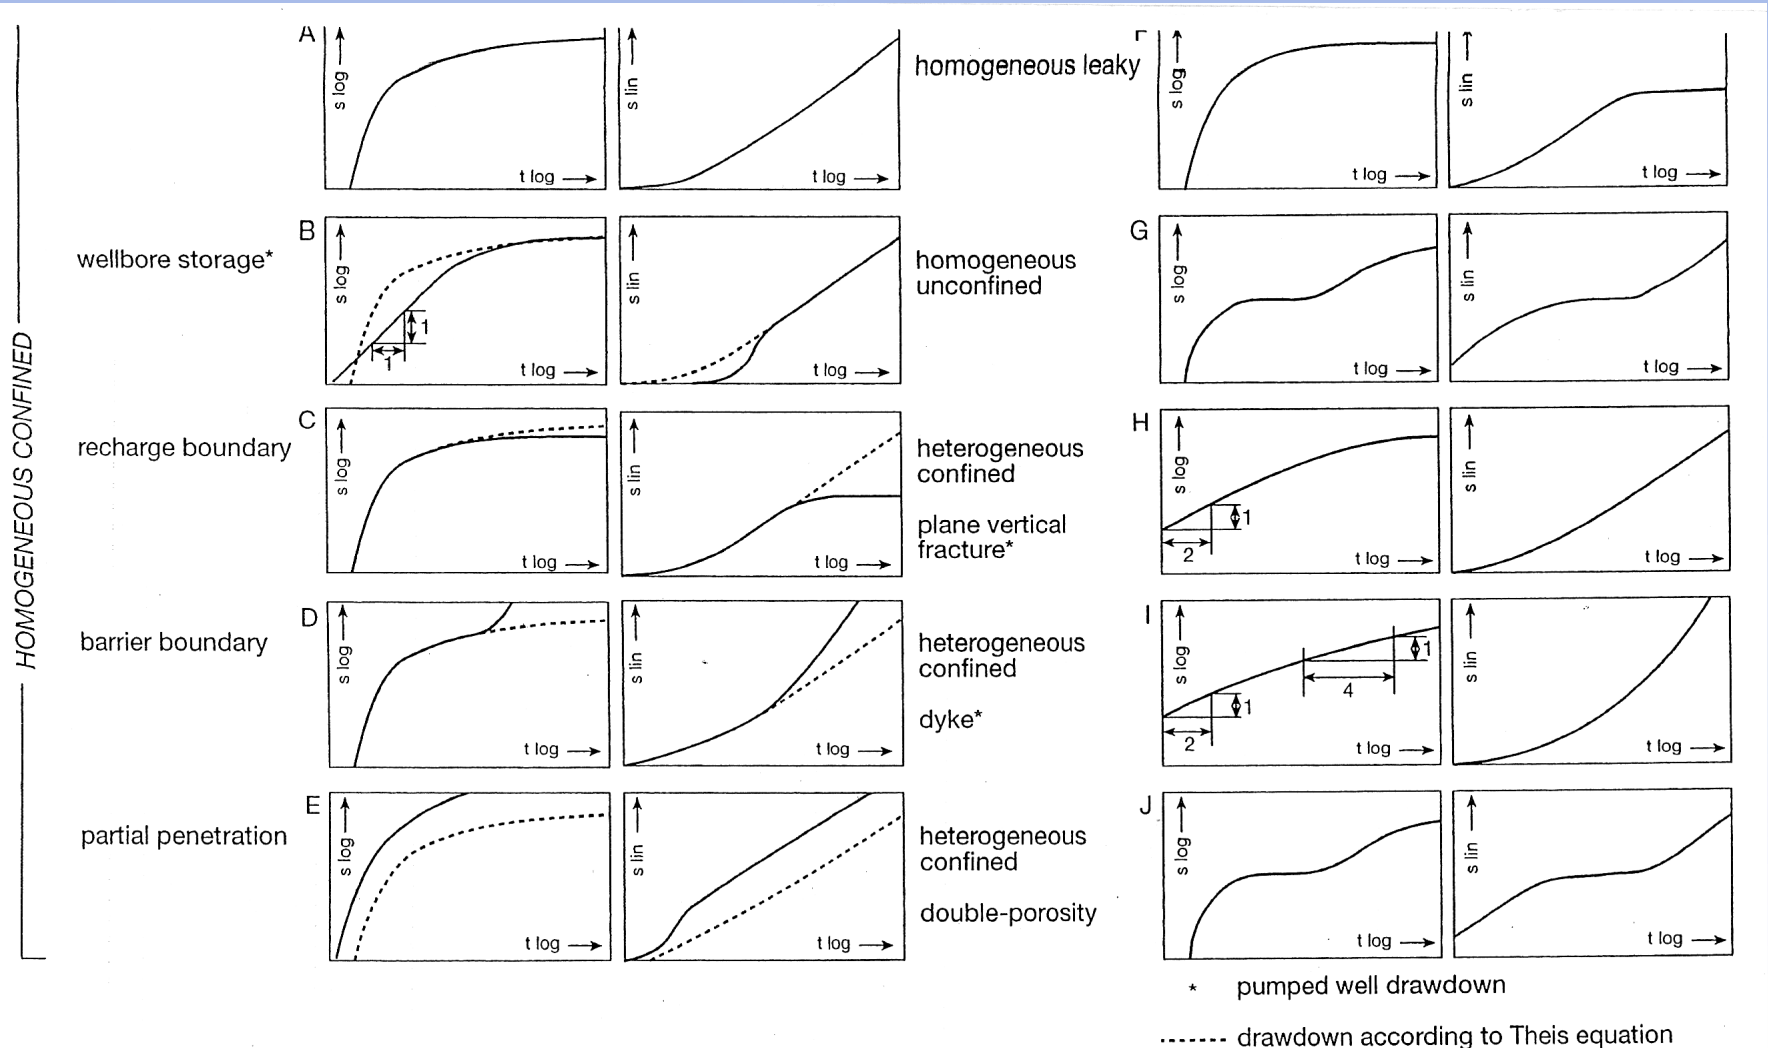 HOMOGENEOUS CONFINED
A
s log
t log
s lin
t log
wellbore storage*
B
s log
1
1
t log
s lin
t log
recharge boundary
C
s log
t log
s lin
t log
barrier boundary
D
s log
t log
s lin
t log
partial penetration
E
s log
t log
s lin
t log
homogeneous leaky
F
s log
t log
s lin
t log
homogeneous
unconfined
G
s log
t log
s lin
t log
heterogeneous
confined
plane vertical
fracture*
H
s log
1
2
t log
s lin
t log
heterogeneous
confined
dyke*
I
s log
1
2
1
4
t log
s lin
t log
heterogeneous
confined
double-porosity
J
s log
t log
s lin
t log
* pumped well drawdown
drawdown according to Theis equation